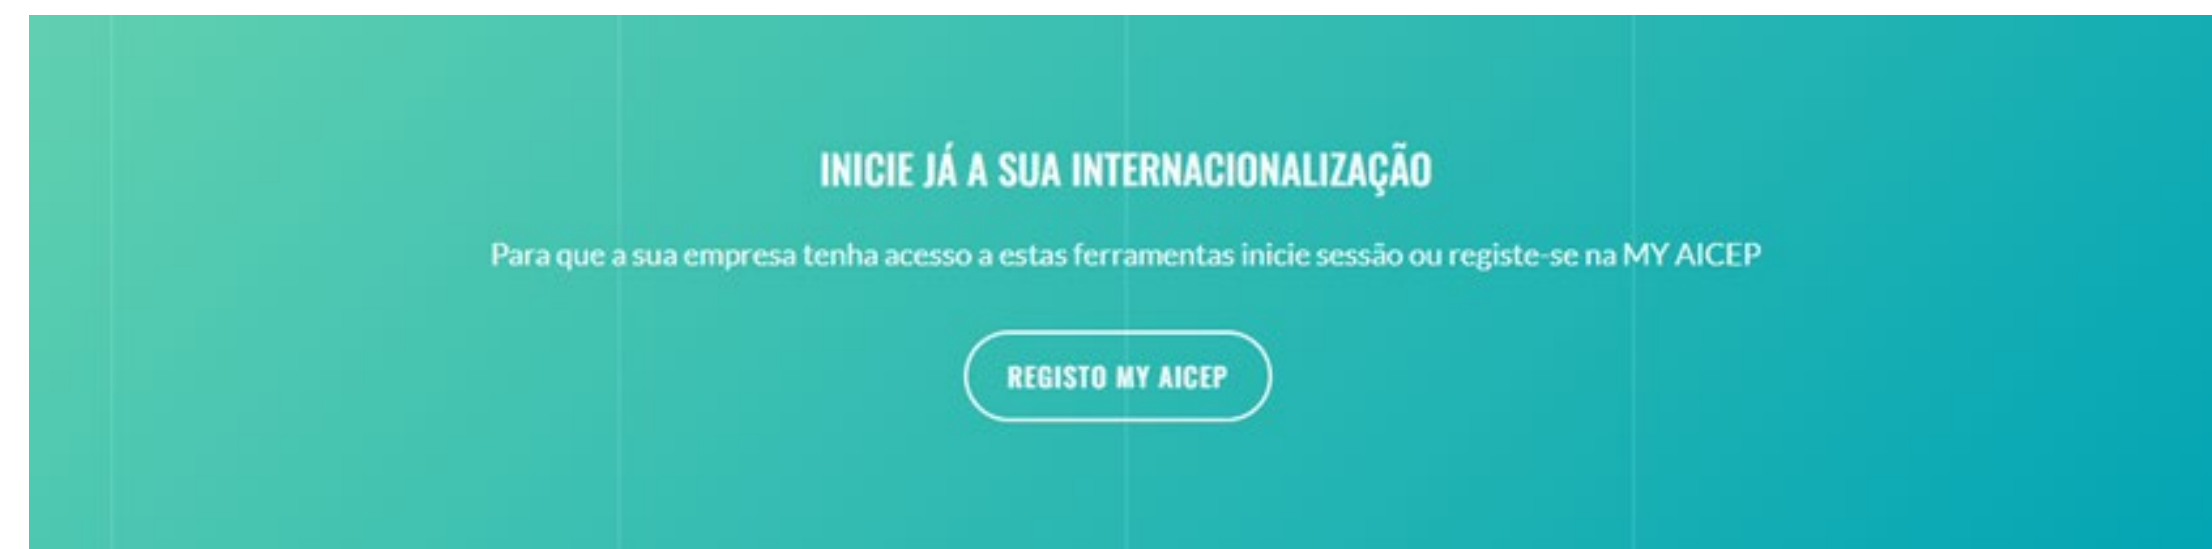 INICIE JÁ A SUA INTERNACIONALIZAÇÃO
Para que a sua empresa tenha acesso a estas ferramentas inicie sessão ou registe-se na MY AICEP
REGISTO MY AICEP